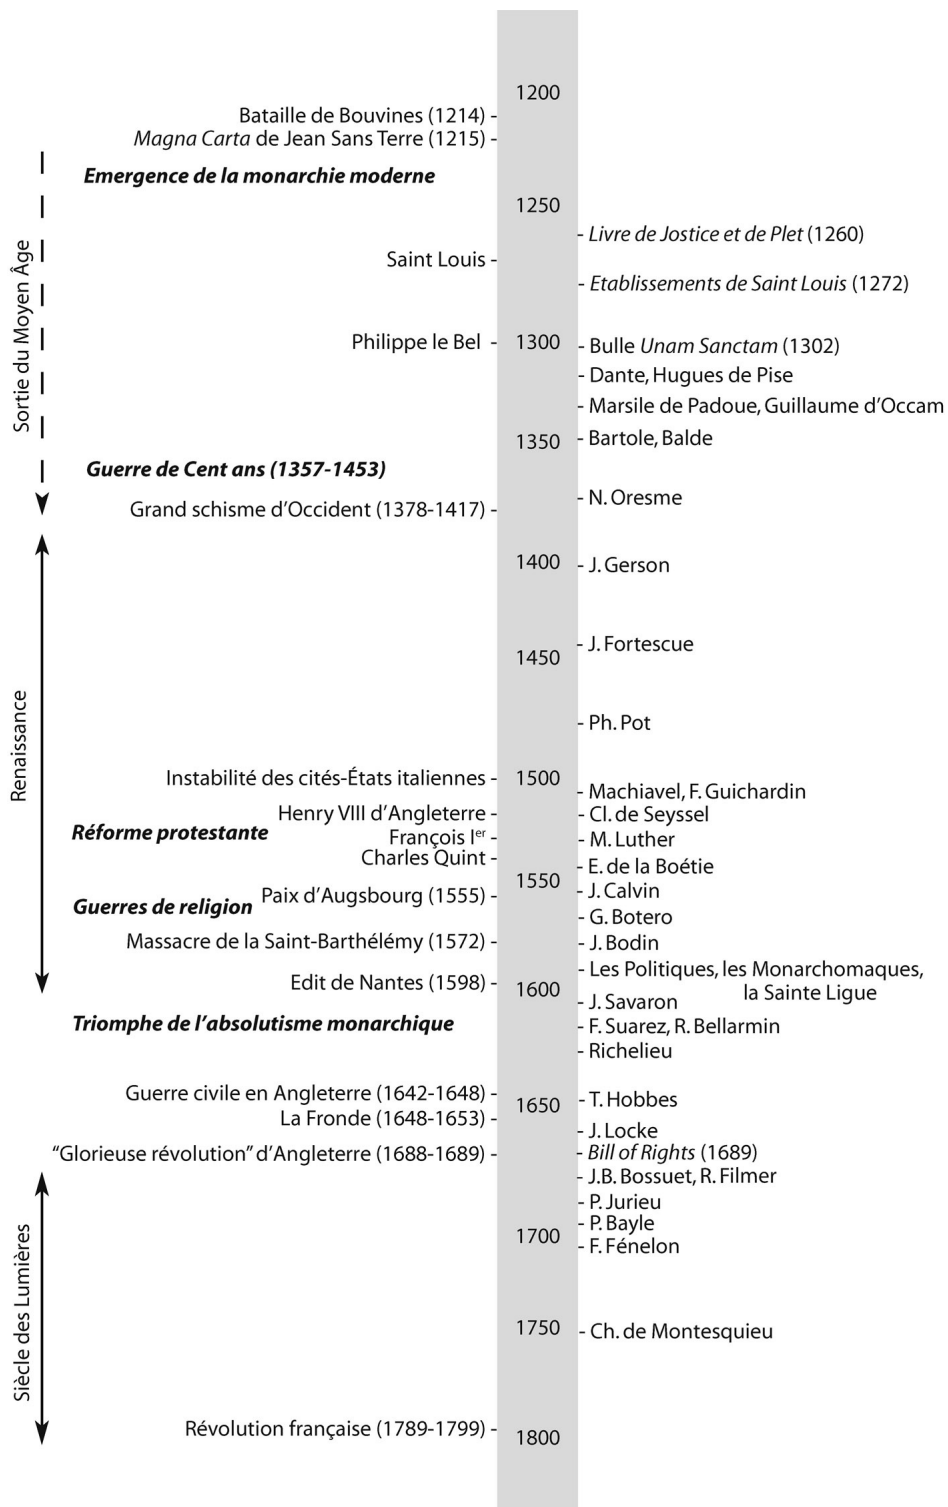 1200
Bataille de Bouvines (1214)
Magna Carta de Jean Sans Terre (1215)
Emergence de la monarchie moderne
1250
Livre de Jostice et de Plet (1260)
Saint Louis
Etablissements de Saint Louis (1272)
Sortie du Moyen Âge
Philippe le Bel
1300
Bulle Unam Sanctam (1302)
Dante, Hugues de Pise
Marsile de Padoue, Guillaume d'Occam
1350
Bartole, Balde
Guerre de Cent ans (1357-1453)
N. Oresme
Grand schisme d'Occident (1378-1417)
1400
J. Gerson
J. Fortescue
1450
Ph. Pot
Renaissance
Instabilité des cités-États italiennes
1500
Machiavel, F. Guichardin
Henry VIII d'Angleterre
Cl. de Seyssel
Réforme protestante
François Ier
M. Luther
Charles Quint
E. de la Boétie
1550
J. Calvin
Paix d'Augsbourg (1555)
Guerres de religion
G. Botero
Massacre de la Saint-Barthélémy (1572)
J. Bodin
Les Politiques, les Monarchomaques,
la Sainte Ligue
Edit de Nantes (1598)
1600
J. Savaron
Triomphe de l'absolutisme monarchique
F. Suarez, R. Bellarmin
Richelieu
Guerre civile en Angleterre (1642-1648)
1650
T. Hobbes
La Fronde (1648-1653)
J. Locke
"Glorieuse révolution" d'Angleterre (1688-1689)
Bill of Rights (1689)
J.B. Bossuet, R. Filmer
P. Jurieu
P. Bayle
1700
F. Fénelon
Siècle des Lumières
1750
Ch. de Montesquieu
Révolution française (1789-1799)
1800